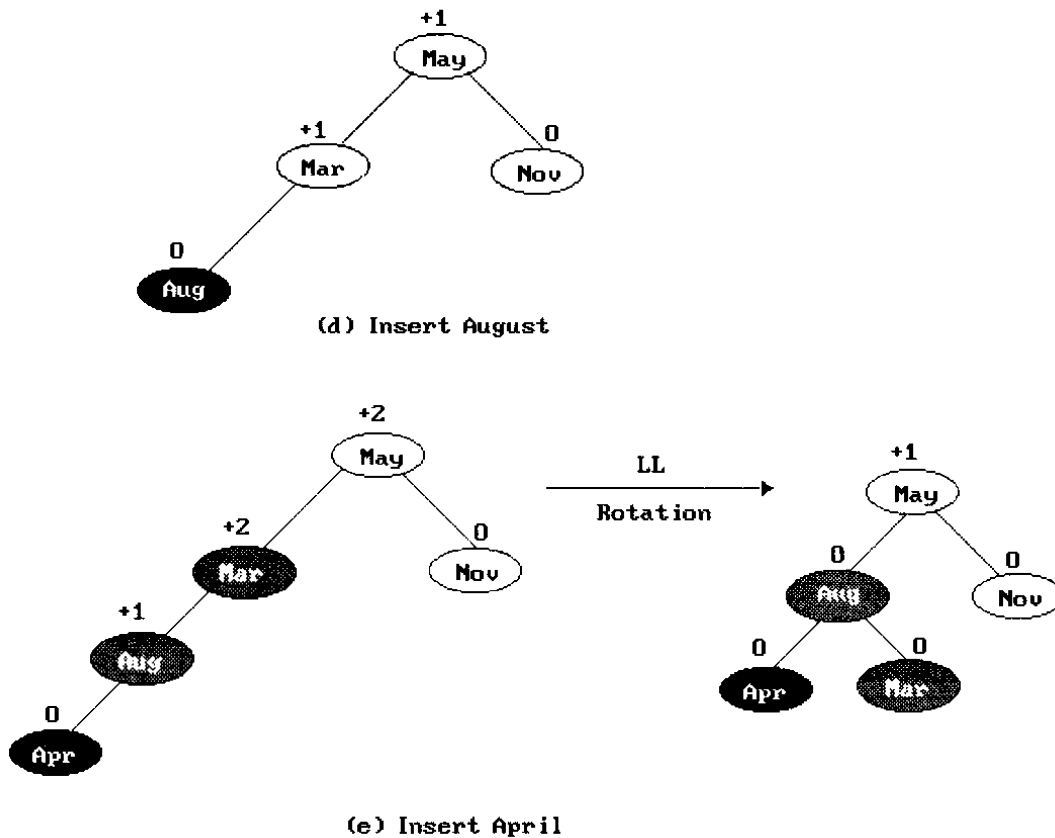 +1
May
+1
Mar
0
Nov
0
Aug
(d) Insert August
+2
May
+2
Mar
0
Nov
+1
Aug
0
Apr
LL
Rotation
+1
May
0
Aug
0
Nov
0
Apr
0
Mar
(e) Insert April